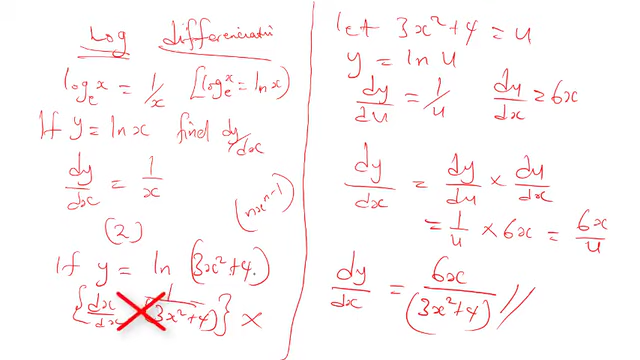 Log differenciatn
log_e^x = 1/x [log_e^x = ln x]
If y = ln x find dy/dx
dy/dx = 1/x
(nx^(n-1))
(2)
If y = ln (3x²+4).
{dx/dx 1/(3x²+4)} ×
let 3x²+4 = u
y = ln u
dy/du = 1/u du/dx = 6x
dy/dx = dy/du × du/dx
= 1/u × 6x = 6x/u
dy/dx = 6x/(3x²+4) //